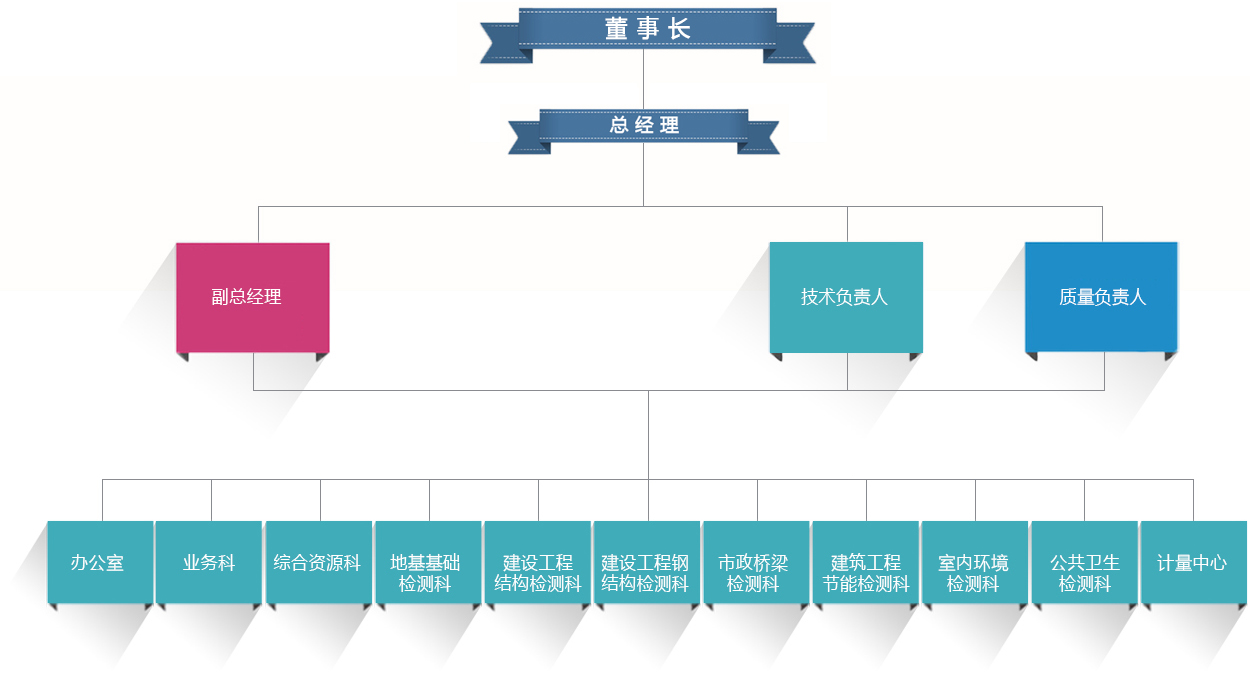 董事长
总经理
副总经理
技术负责人
质量负责人
办公室
业务科
综合资源科
地基基础
检测科
建设工程
结构检测科
建设工程钢
结构检测科
市政桥梁
检测科
建筑工程
节能检测科
室内环境
检测科
公共卫生
检测科
计量中心